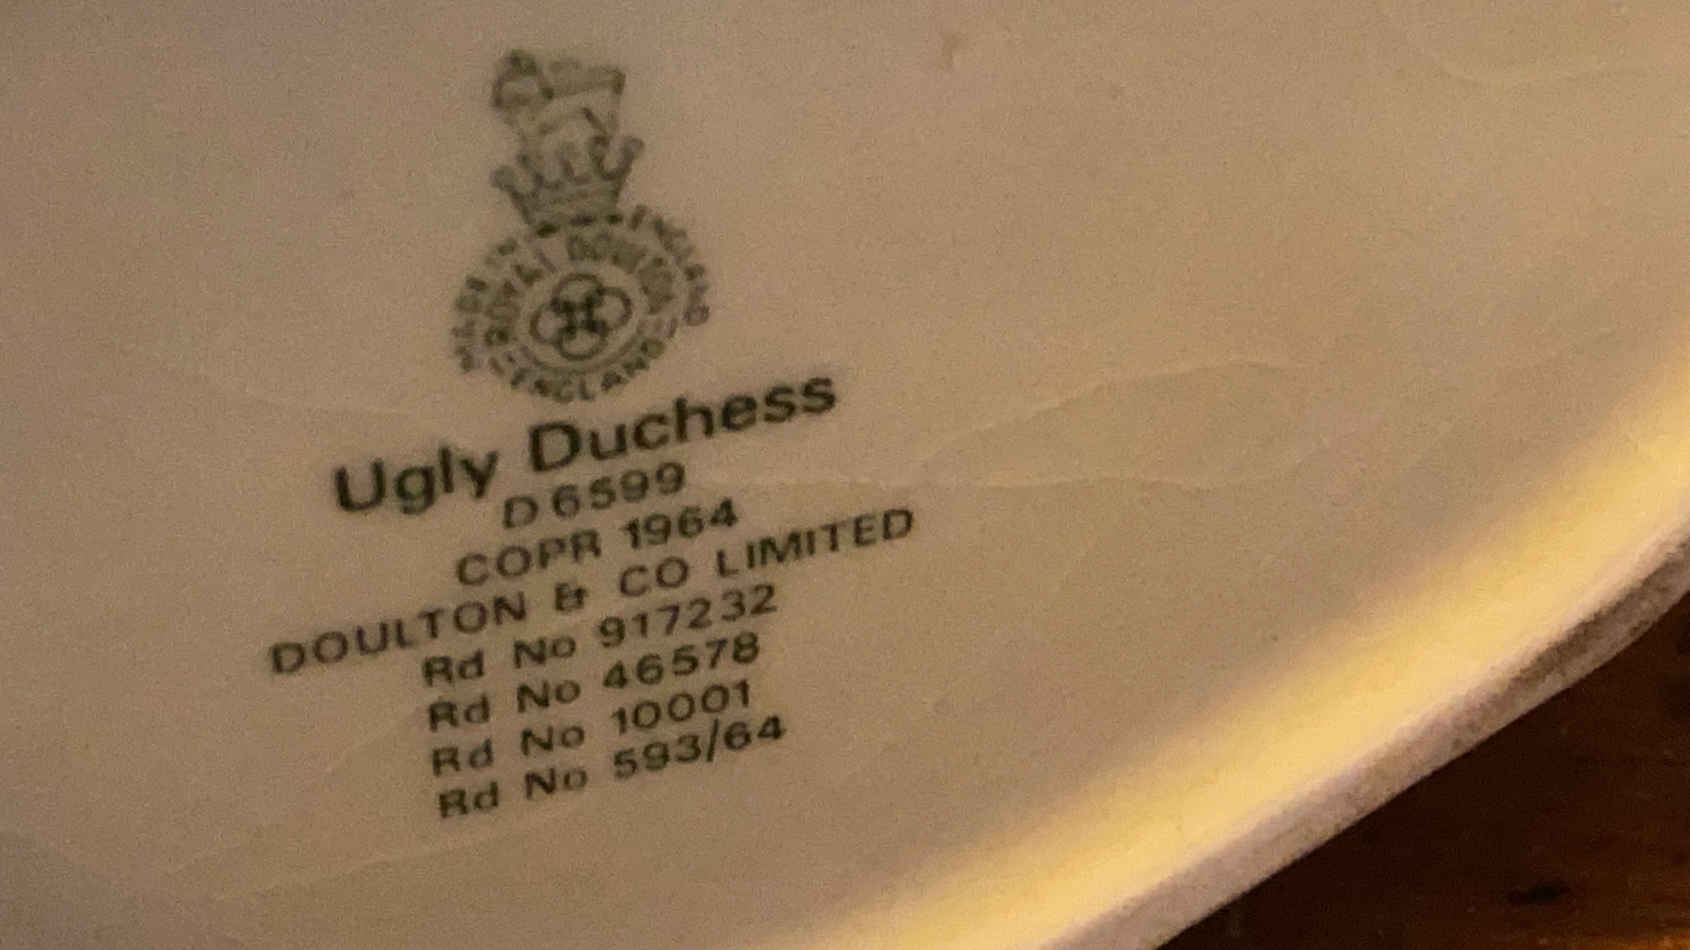 MADE IN ENGLAND
ROYAL DOULTON
ENGLAND
Ugly Duchess
D 6599
COPR 1964
DOULTON & CO LIMITED
Rd No 917232
Rd No 46578
Rd No 10001
Rd No 593/64